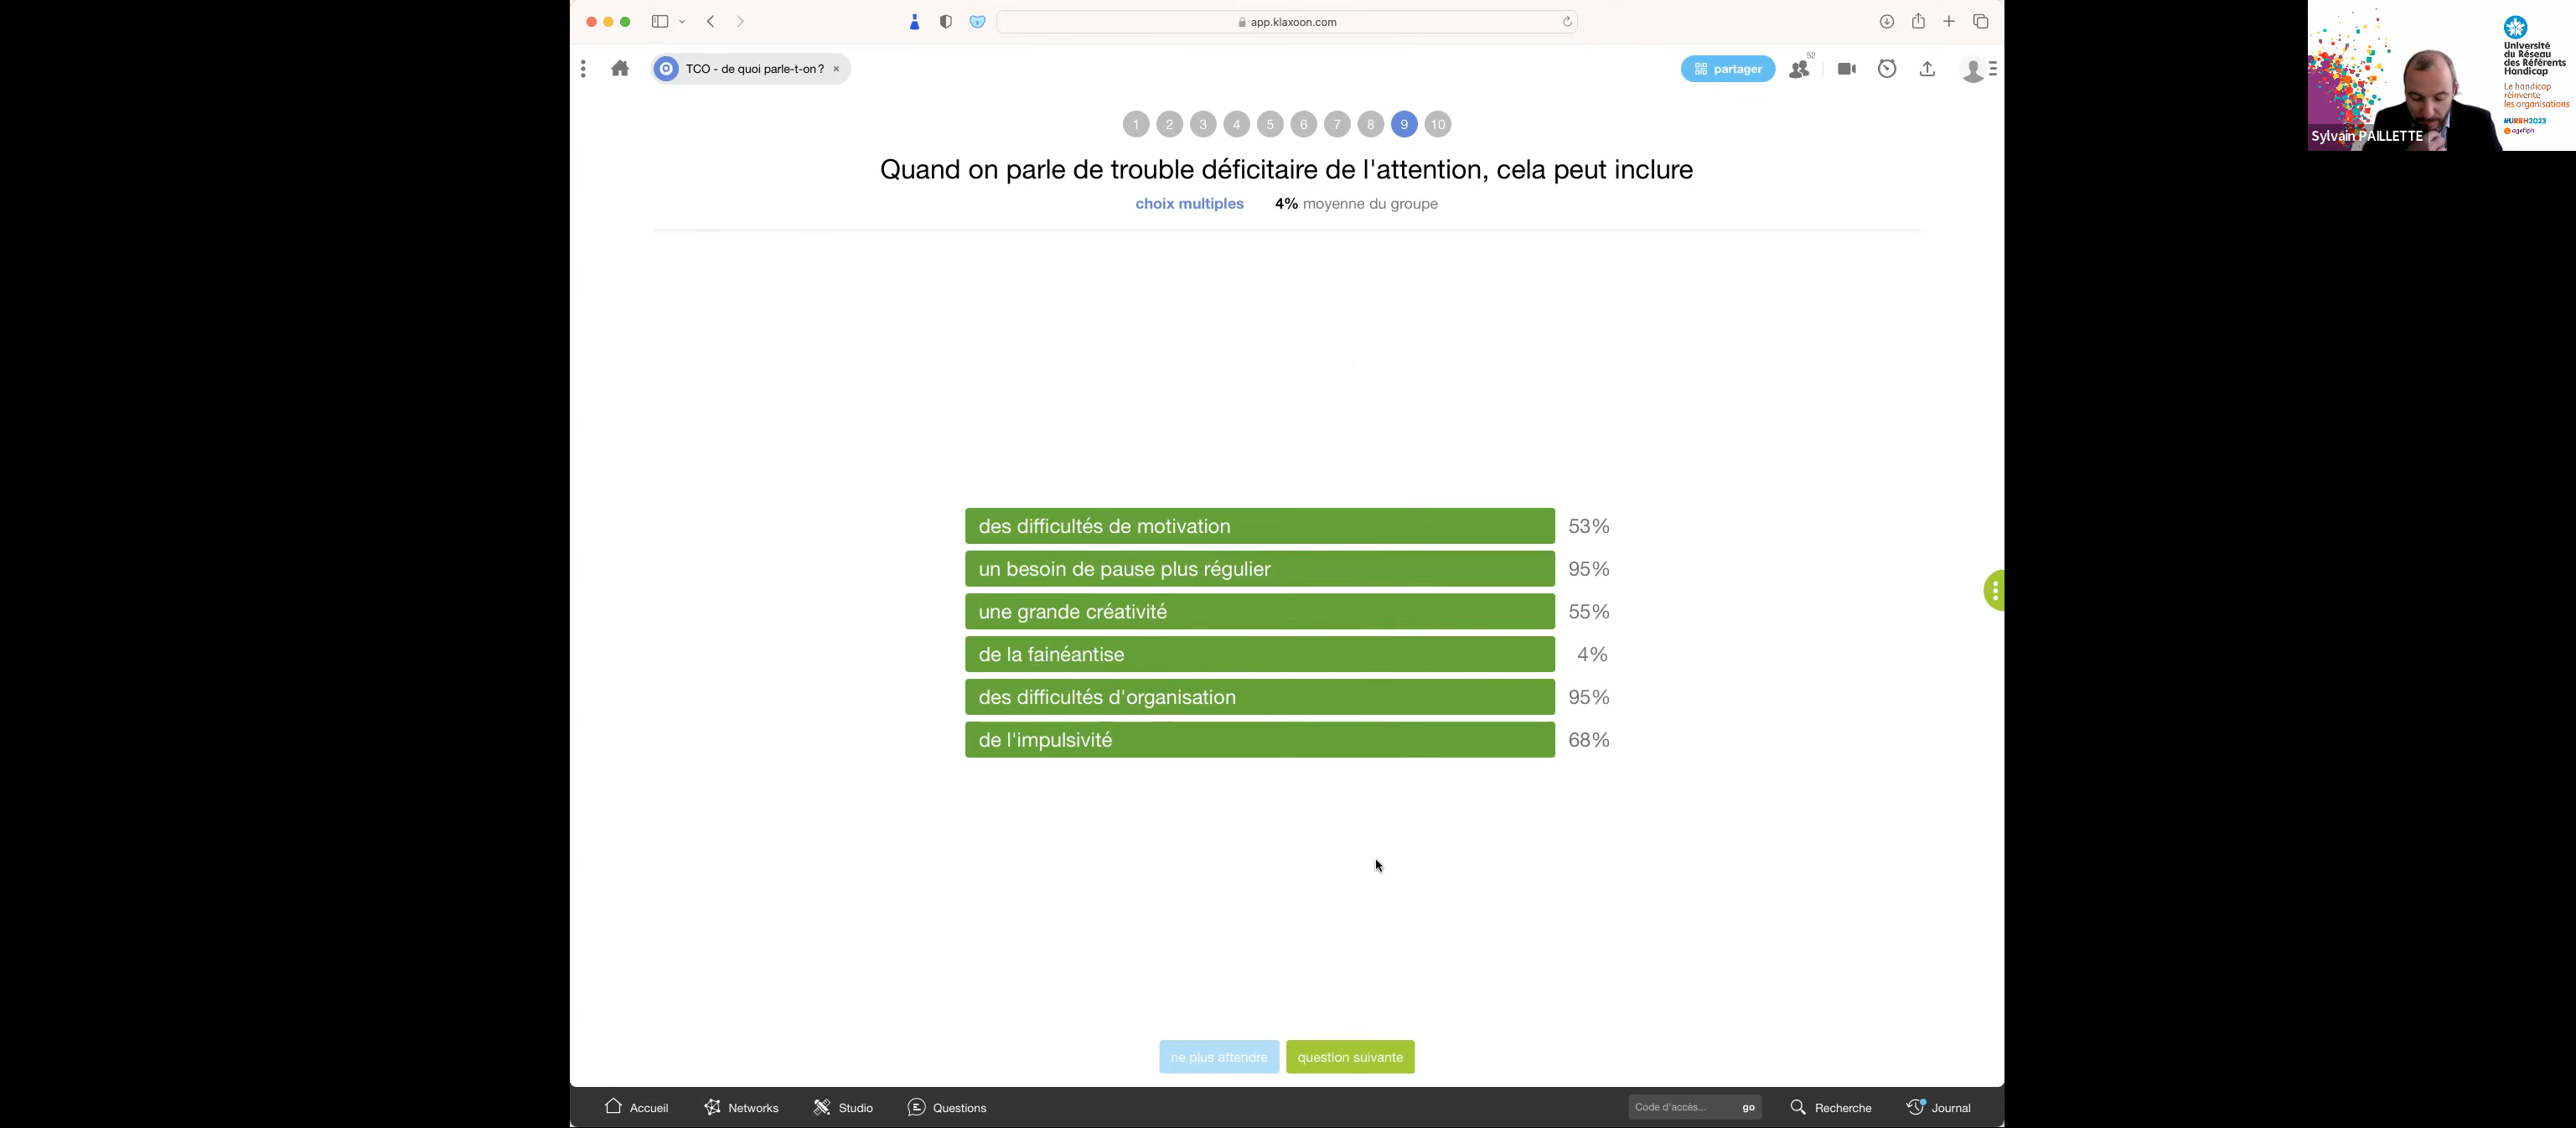 app.klaxoon.com
TCO - de quoi parle-t-on ? ×
partager
52
1 2 3 4 5 6 7 8 9 10
Quand on parle de trouble déficitaire de l'attention, cela peut inclure
choix multiples 4% moyenne du groupe
des difficultés de motivation 53%
un besoin de pause plus régulier 95%
une grande créativité 55%
de la fainéantise 4%
des difficultés d'organisation 95%
de l'impulsivité 68%
ne plus attendre question suivante
Accueil Networks Studio Questions Code d'accès... go Recherche Journal
Université
du Réseau
des Référents
Handicap
Le handicap
réinvente
les organisations
#URRH2023
agefiph
Sylvain PAILLETTE